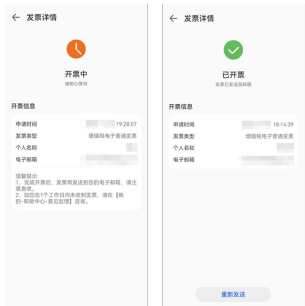 ← 发票详情
开票中
请耐心等待
开票信息
申请时间 19:28:07
发票类型 增值税电子普通发票
个人名称
电子邮箱
温馨提示:
1、完成开票后，发票将发送到您的电子邮箱，请注
意查收。
2、如您在1个工作日内未收到发票，请在【我
的-帮助中心-意见反馈】咨询。
← 发票详情
已开票
发票已发送至邮箱
开票信息
申请时间 18:14:39
发票类型 增值税电子普通发票
个人名称
电子邮箱
重新发送